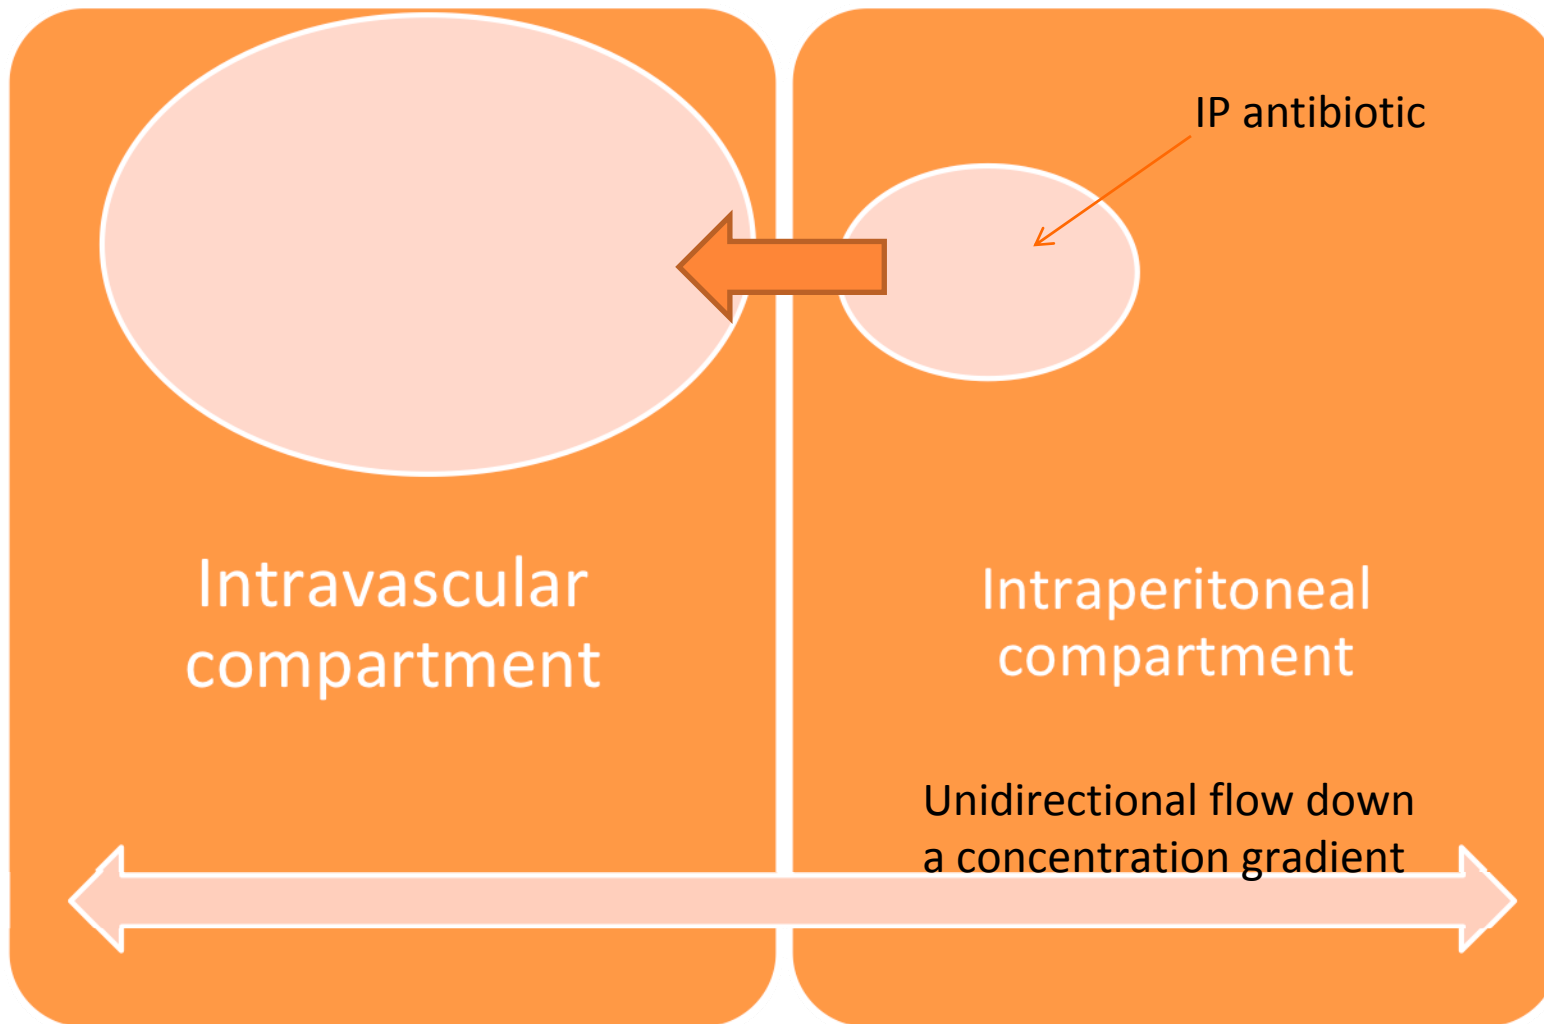 IP antibiotic
Intravascular
compartment
Intraperitoneal
compartment
Unidirectional flow down
a concentration gradient